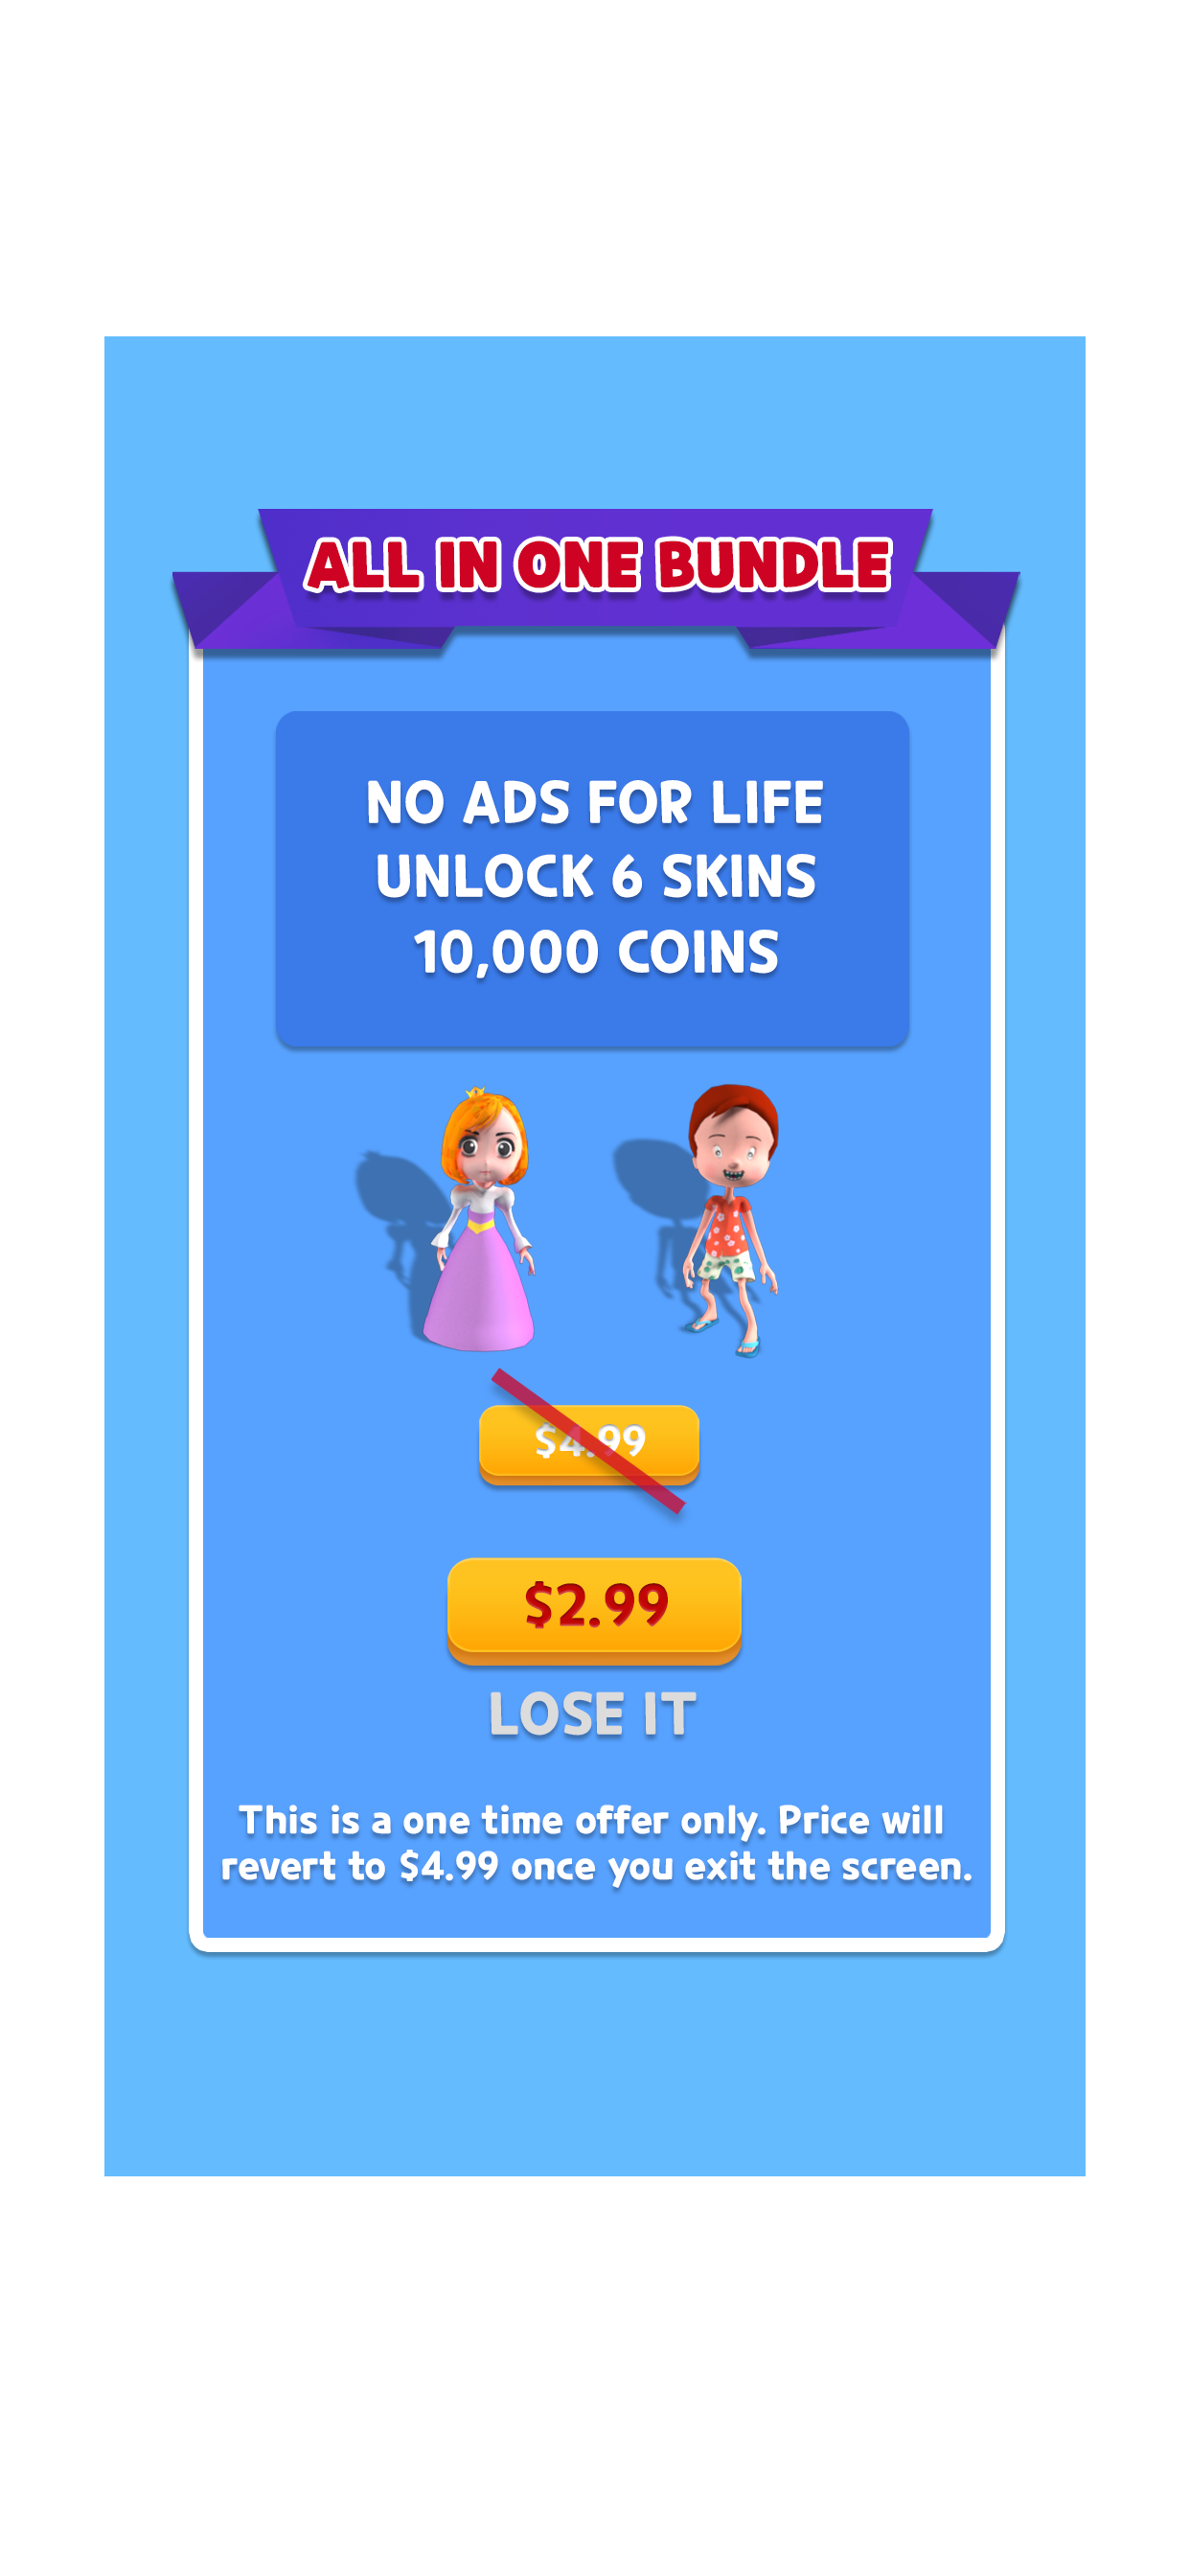 ALL IN ONE BUNDLE
NO ADS FOR LIFE
UNLOCK 6 SKINS
10,000 COINS
$4.99
$2.99
LOSE IT
This is a one time offer only. Price will
revert to $4.99 once you exit the screen.